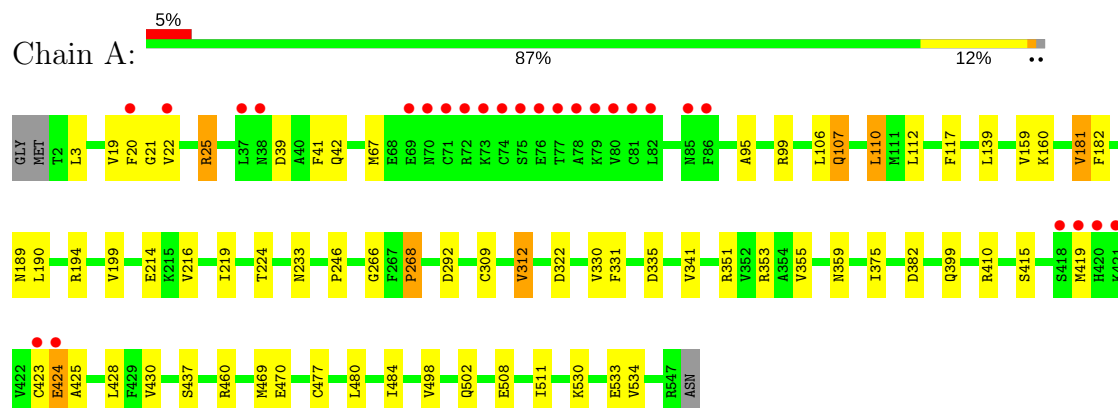 5%
Chain A:
87% 12% ••
GLY MET T2 L3 V19 F20 G21 V22 R25 L37 N38 D39 A40 F41 Q42 M67 E68 E69 N70 C71 R72 K73 C74 S75 E76 T77 A78 K79 V80 C81 L82 N85 F86 A95 R99 L106 Q107 L110 M111 L112 F117 L139 V159 K160 V181 F182
N189 L190 R194 V199 E214 K215 V216 I219 T224 N233 P246 G266 F267 P268 D292 C309 V312 D322 V330 F331 D335 V341 R351 V352 R353 A354 V355 N359 I375 D382 Q399 R410 S415 S418 M419 H420 K421
V422 C423 E424 A425 L428 F429 V430 S437 R460 M469 E470 C477 L480 I484 V498 Q502 E508 I511 K530 E533 V534 R547 ASN